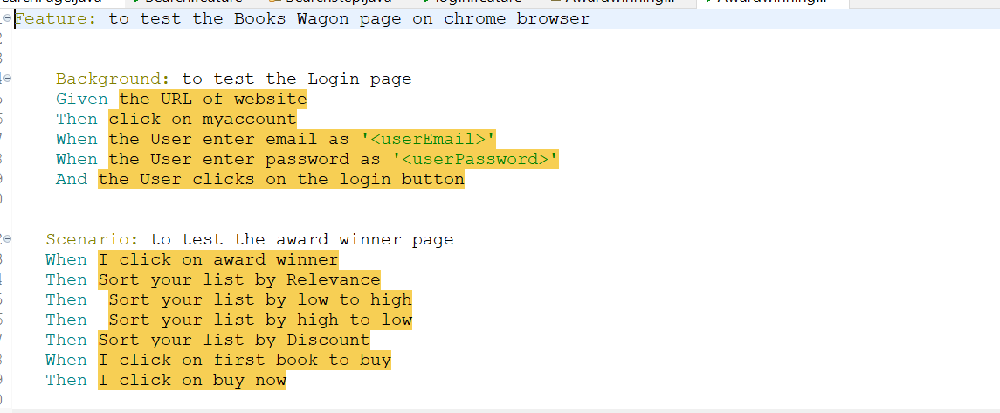 Feature: to test the Books Wagon page on chrome browser
Background: to test the Login page
Given the URL of website
Then click on myaccount
When the User enter email as '<userEmail>'
When the User enter password as '<userPassword>'
And the User clicks on the login button
Scenario: to test the award winner page
When I click on award winner
Then Sort your list by Relevance
Then  Sort your list by low to high
Then  Sort your list by high to low
Then Sort your list by Discount
When I click on first book to buy
Then I click on buy now